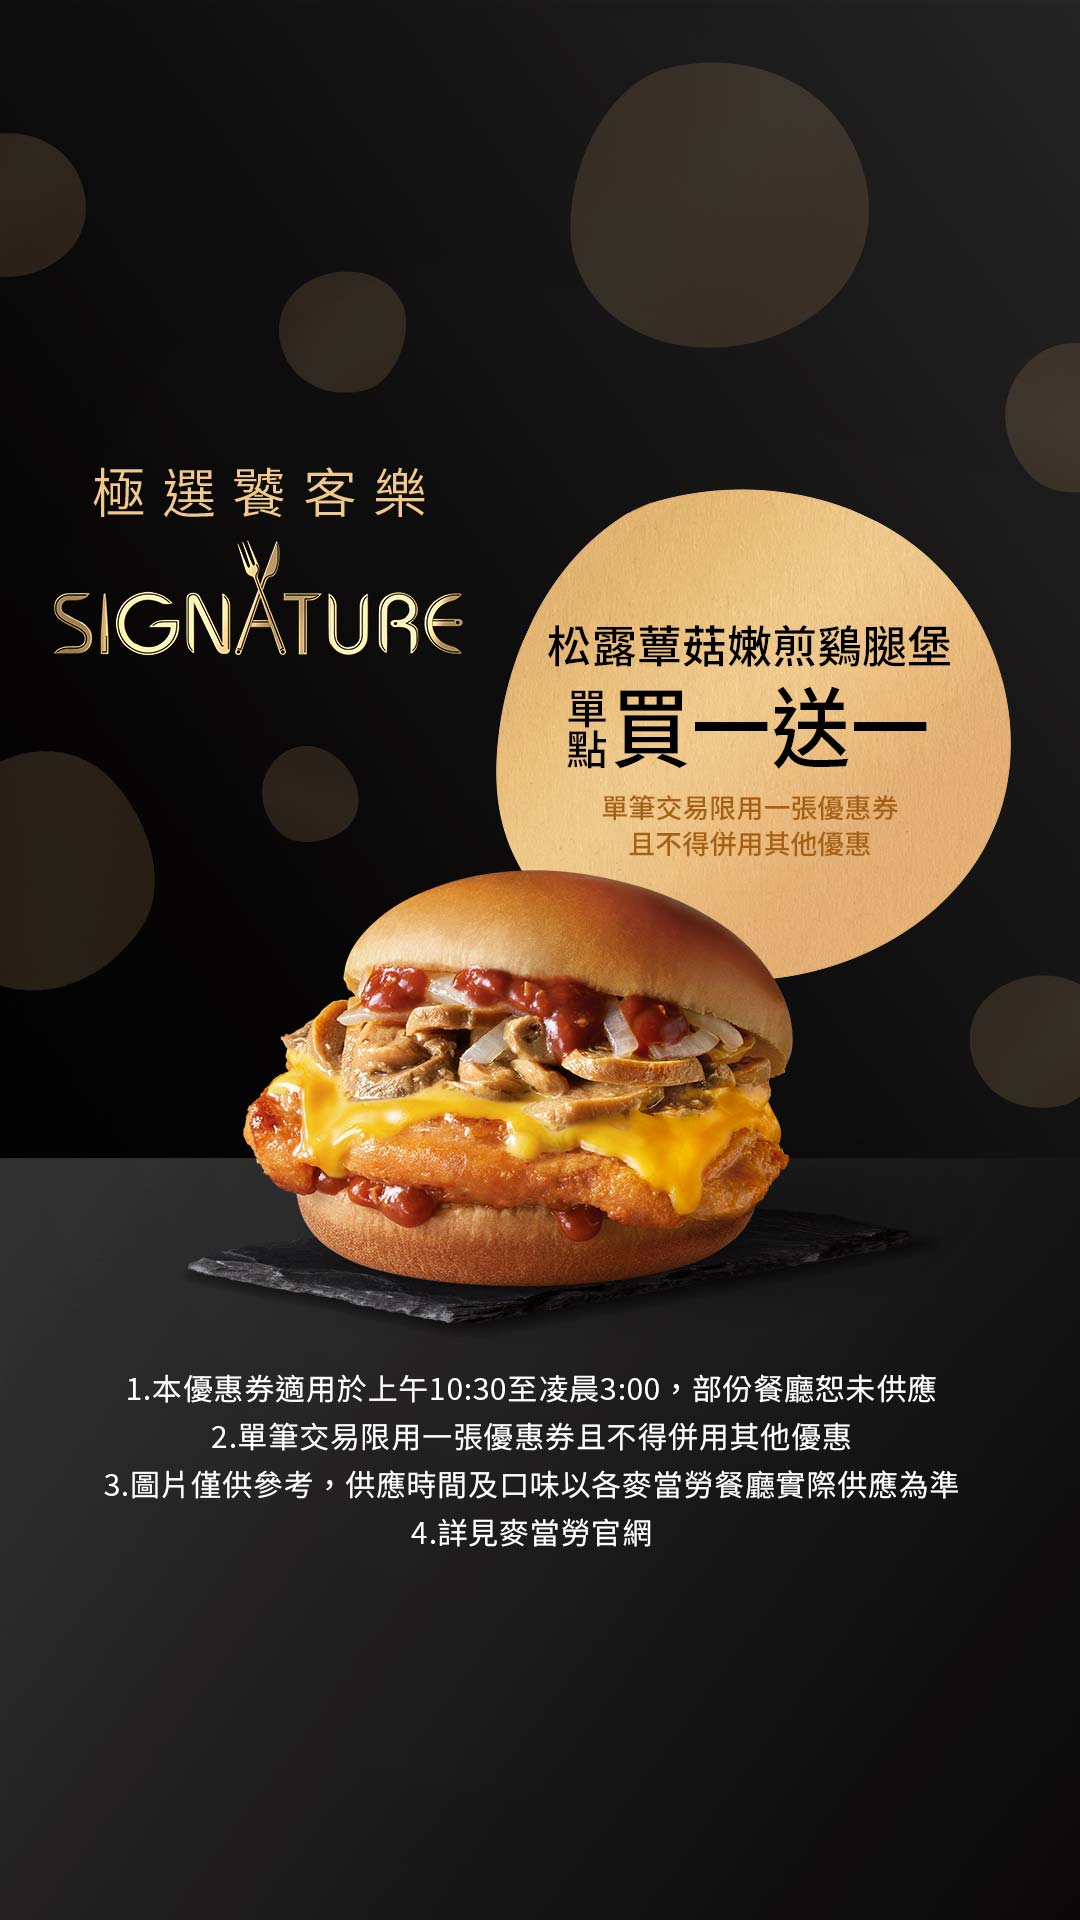 極選饕客樂
SIGNATURE
松露蕈菇嫩煎鷄腿堡
單點買一送一
單筆交易限用一張優惠券
且不得併用其他優惠
1.本優惠券適用於上午10:30至凌晨3:00，部份餐廳恕未供應
2.單筆交易限用一張優惠券且不得併用其他優惠
3.圖片僅供參考，供應時間及口味以各麥當勞餐廳實際供應為準
4.詳見麥當勞官網